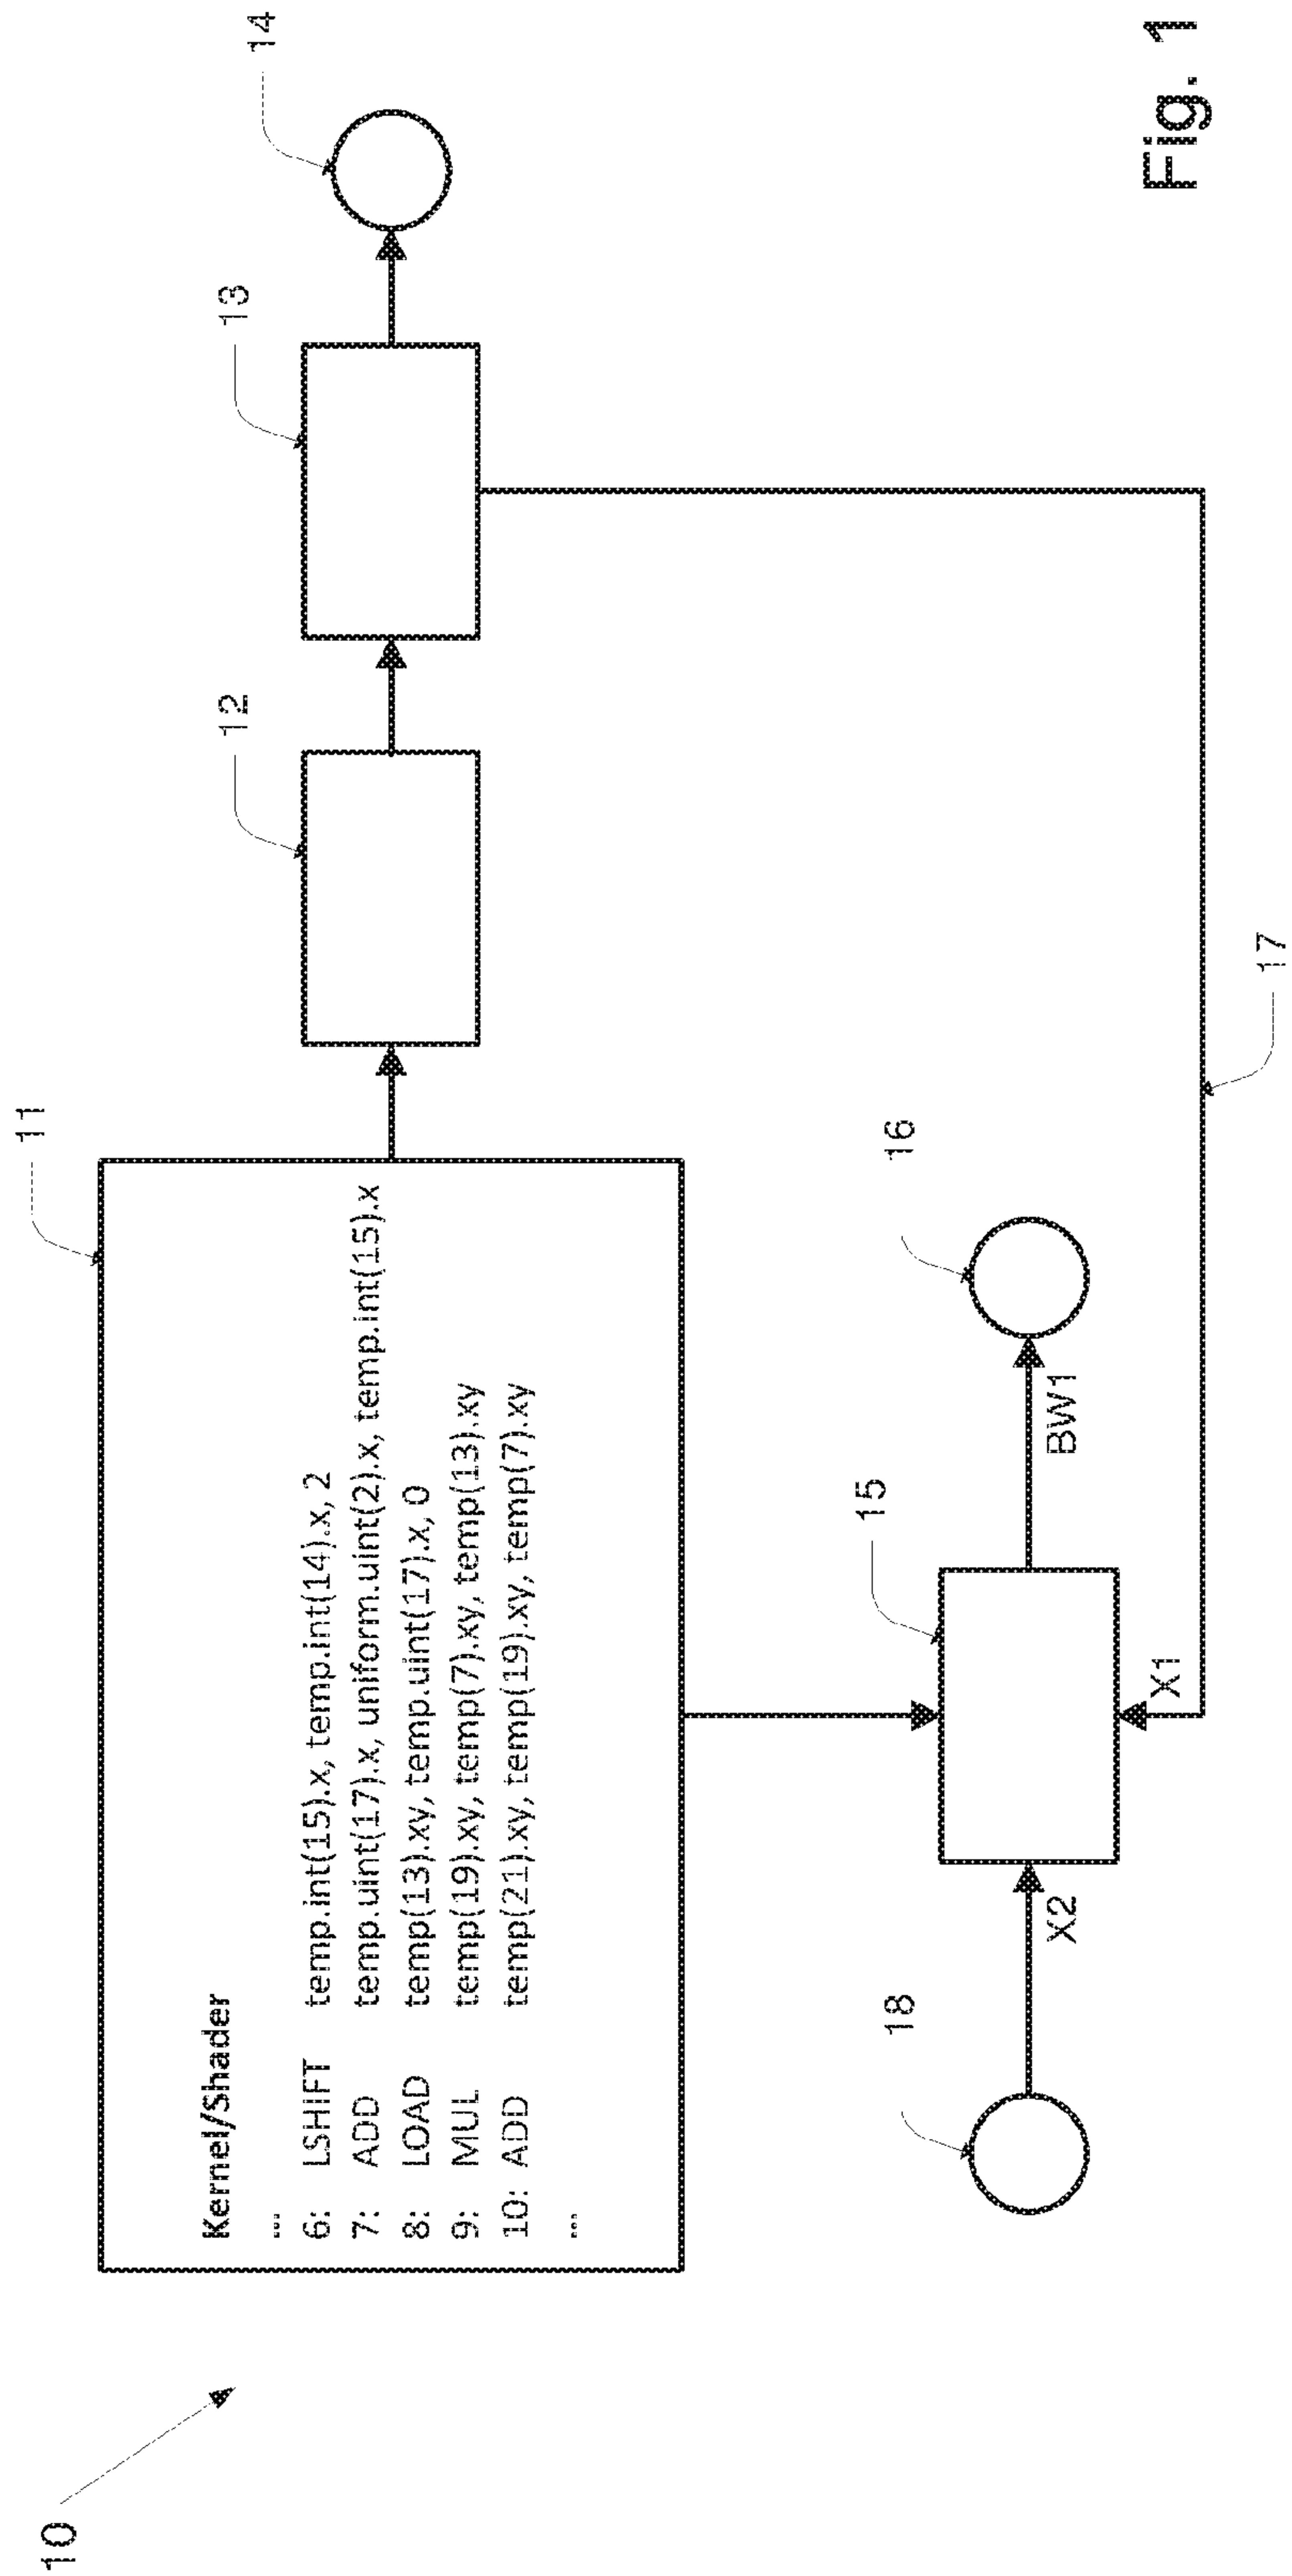 10
11
Kernel/Shader
...
6: LSHIFT temp.int(15).x, temp.int(14).x, 2
7: ADD temp.uint(17).x, uniform.uint(2).x, temp.int(15).x
8: LOAD temp(13).xy, temp.uint(17).x, 0
9: MUL temp(19).xy, temp(7).xy, temp(13).xy
10: ADD temp(21).xy, temp(19).xy, temp(7).xy
...
12
13
14
18
X2
15
BW1
16
X1
17
Fig. 1